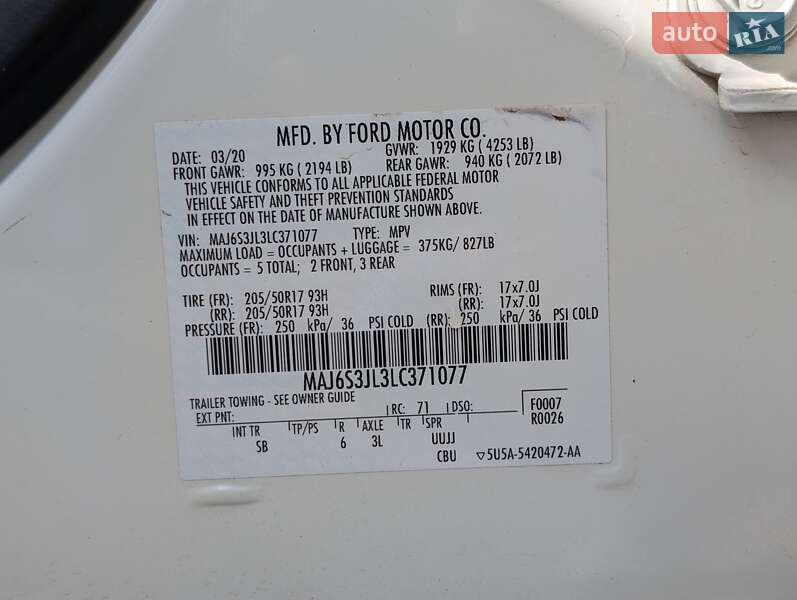 auto RIA
MFD. BY FORD MOTOR CO.
DATE: 03/20 GVWR: 1929 KG ( 4253 LB)
FRONT GAWR: 995 KG ( 2194 LB) REAR GAWR: 940 KG ( 2072 LB)
THIS VEHICLE CONFORMS TO ALL APPLICABLE FEDERAL MOTOR
VEHICLE SAFETY AND THEFT PREVENTION STANDARDS
IN EFFECT ON THE DATE OF MANUFACTURE SHOWN ABOVE.
VIN: MAJ6S3JL3LC371077 TYPE: MPV
MAXIMUM LOAD = OCCUPANTS + LUGGAGE = 375KG/ 827LB
OCCUPANTS = 5 TOTAL; 2 FRONT, 3 REAR
TIRE (FR): 205/50R17 93H RIMS (FR): 17x7.0J
(RR): 205/50R17 93H (RR): 17x7.0J
PRESSURE (FR): 250 kPa/ 36 PSI COLD (RR): 250 kPa/ 36 PSI COLD
MAJ6S3JL3LC371077
TRAILER TOWING - SEE OWNER GUIDE
EXT PNT: RC: 71 DSO: F0007
R0026
INT TR TP/PS R AXLE TR SPR
SB 6 3L UUJJ
CBU ▽5U5A-5420472-AA